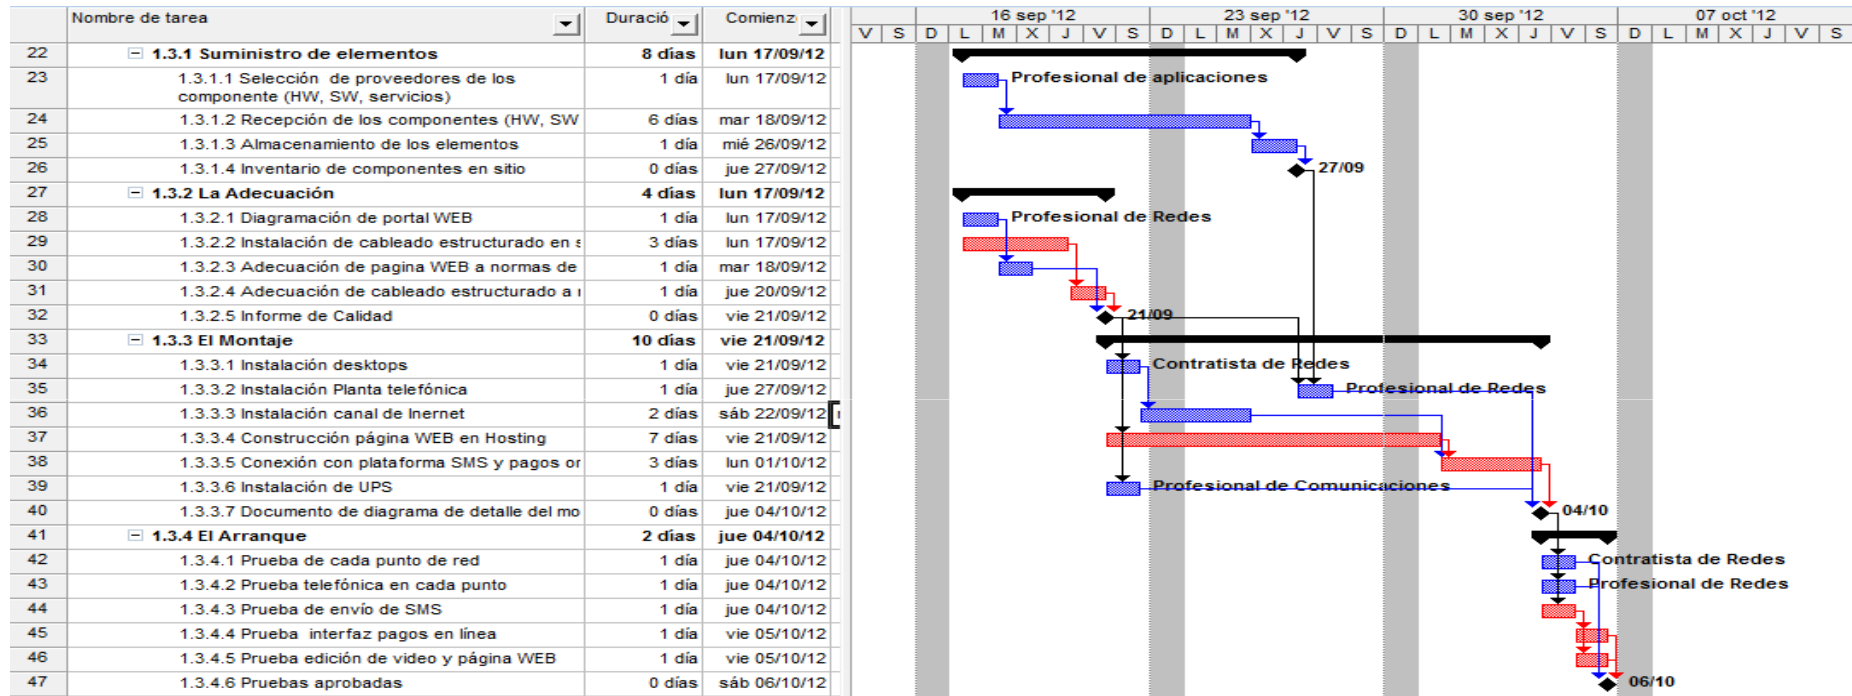 Nombre de tarea Duració Comienz 16 sep '12 23 sep '12 30 sep '12 07 oct '12
V S D L M X J V S D L M X J V S D L M X J V S D L M X J V S
22 1.3.1 Suministro de elementos 8 días lun 17/09/12
23 1.3.1.1 Selección de proveedores de los 1 día lun 17/09/12 Profesional de aplicaciones
componente (HW, SW, servicios)
24 1.3.1.2 Recepción de los componentes (HW, SW 6 días mar 18/09/12
25 1.3.1.3 Almacenamiento de los elementos 1 día mié 26/09/12
26 1.3.1.4 Inventario de componentes en sitio 0 días jue 27/09/12 27/09
27 1.3.2 La Adecuación 4 días lun 17/09/12
28 1.3.2.1 Diagramación de portal WEB 1 día lun 17/09/12 Profesional de Redes
29 1.3.2.2 Instalación de cableado estructurado en s 3 días lun 17/09/12
30 1.3.2.3 Adecuación de pagina WEB a normas de 1 día mar 18/09/12
31 1.3.2.4 Adecuación de cableado estructurado a 1 día jue 20/09/12
32 1.3.2.5 Informe de Calidad 0 días vie 21/09/12 21/09
33 1.3.3 El Montaje 10 días vie 21/09/12
34 1.3.3.1 Instalación desktops 1 día vie 21/09/12 Contratista de Redes
35 1.3.3.2 Instalación Planta telefónica 1 día jue 27/09/12 Profesional de Redes
36 1.3.3.3 Instalación canal de Inernet 2 días sáb 22/09/12
37 1.3.3.4 Construcción página WEB en Hosting 7 días vie 21/09/12
38 1.3.3.5 Conexión con plataforma SMS y pagos or 3 días lun 01/10/12
39 1.3.3.6 Instalación de UPS 1 día vie 21/09/12 Profesional de Comunicaciones
40 1.3.3.7 Documento de diagrama de detalle del mo 0 días jue 04/10/12 04/10
41 1.3.4 El Arranque 2 días jue 04/10/12
42 1.3.4.1 Prueba de cada punto de red 1 día jue 04/10/12 Contratista de Redes
43 1.3.4.2 Prueba telefónica en cada punto 1 día jue 04/10/12 Profesional de Redes
44 1.3.4.3 Prueba de envío de SMS 1 día jue 04/10/12
45 1.3.4.4 Prueba interfaz pagos en línea 1 día vie 05/10/12
46 1.3.4.5 Prueba edición de video y página WEB 1 día vie 05/10/12
47 1.3.4.6 Pruebas aprobadas 0 días sáb 06/10/12 06/10